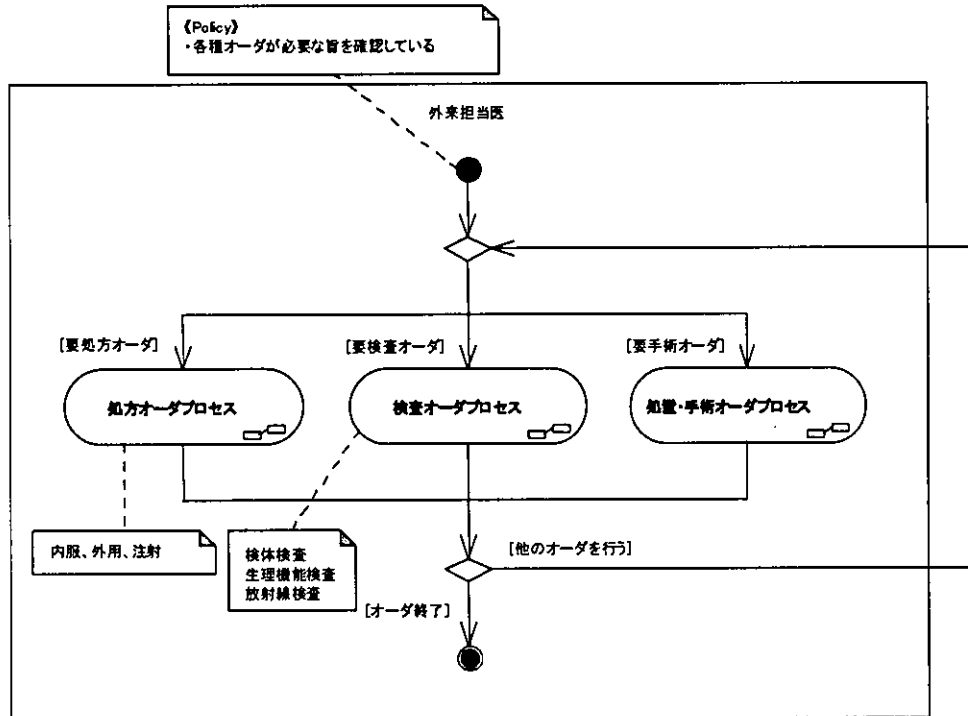 《Policy》
・各種オーダが必要な旨を確認している
外来担当医
[要処方オーダ]
[要検査オーダ]
[要手術オーダ]
処方オーダプロセス
検査オーダプロセス
処置・手術オーダプロセス
内服、外用、注射
検体検査
生理機能検査
放射線検査
[他のオーダを行う]
[オーダ終了]